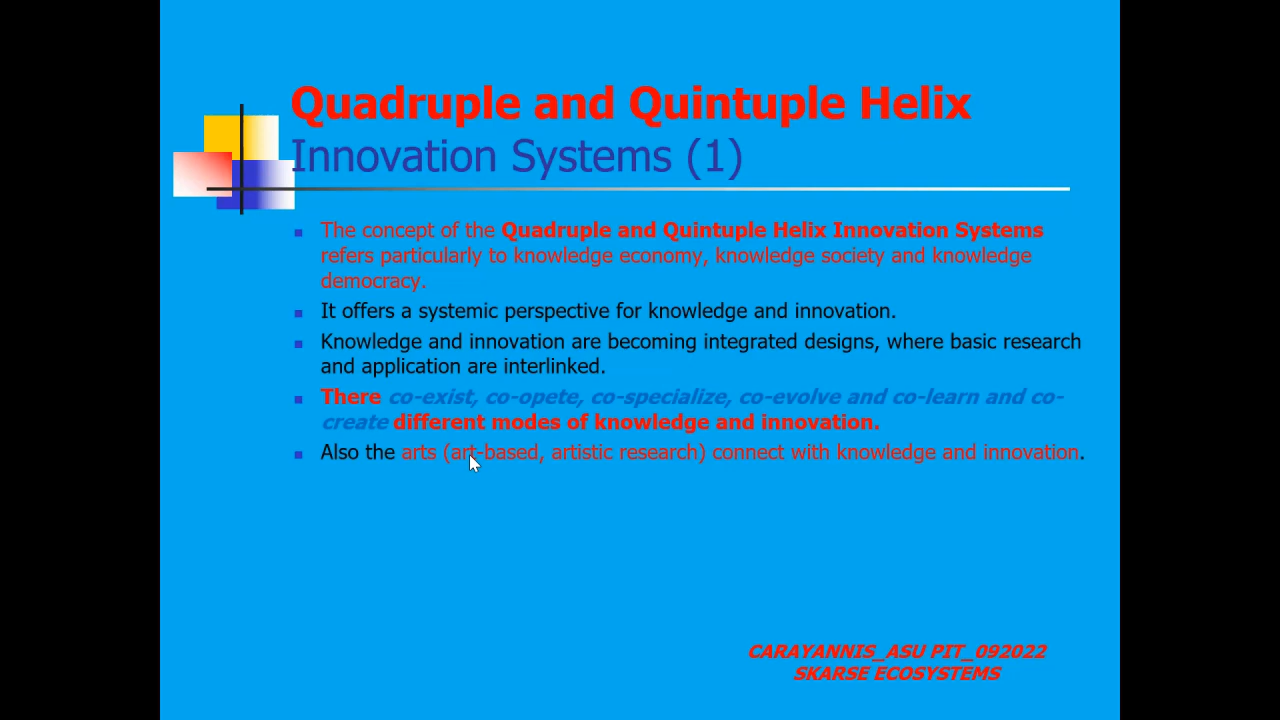 Quadruple and Quintuple Helix
Innovation Systems (1)
The concept of the Quadruple and Quintuple Helix Innovation Systems
refers particularly to knowledge economy, knowledge society and knowledge
democracy.
It offers a systemic perspective for knowledge and innovation.
Knowledge and innovation are becoming integrated designs, where basic research
and application are interlinked.
There co-exist, co-opete, co-specialize, co-evolve and co-learn and co-
create different modes of knowledge and innovation.
Also the arts (art-based, artistic research) connect with knowledge and innovation.
CARAYANNIS_ASU PIT_092022
SKARSE ECOSYSTEMS